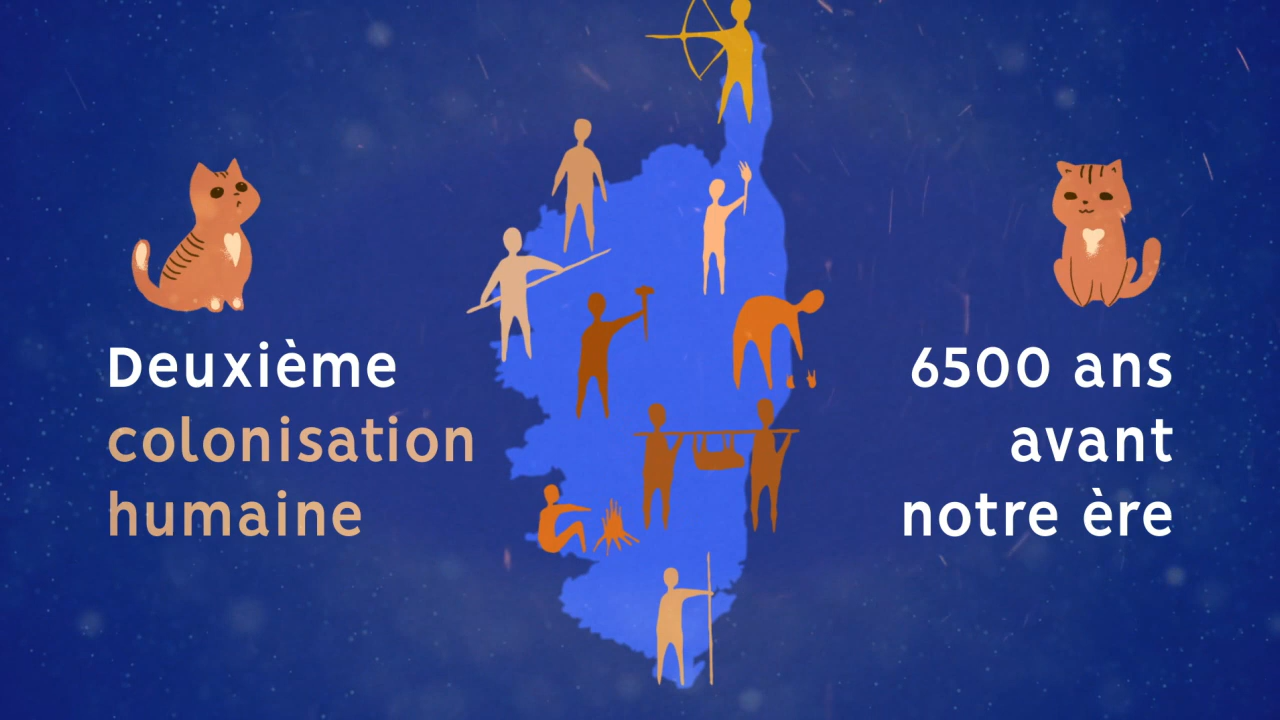 Deuxième
colonisation
humaine
6500 ans
avant
notre ère